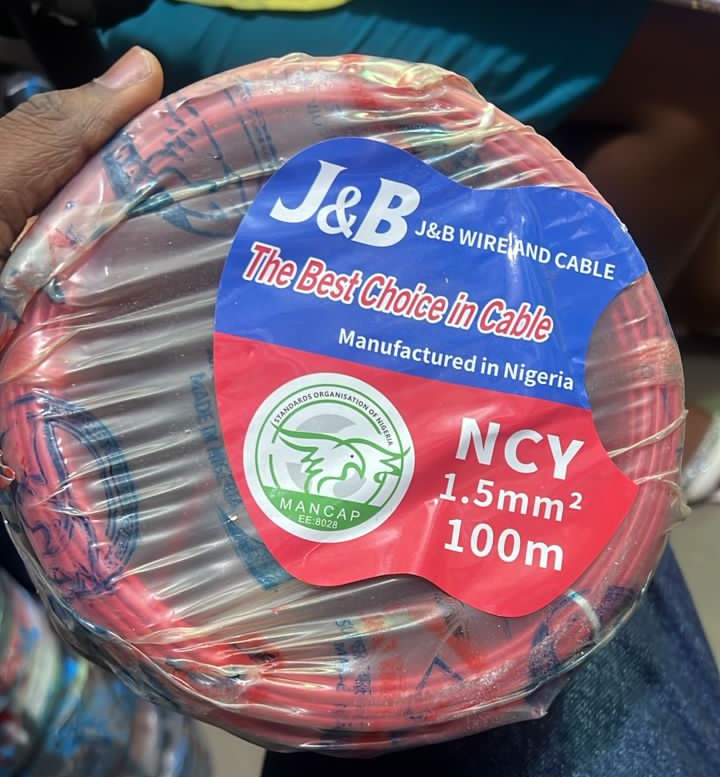 J&B J&B WIRE AND CABLE
The Best Choice in Cable
Manufactured in Nigeria
STANDARDS ORGANISATION OF NIGERIA
MANCAP
EE:8028
NCY
1.5mm²
100m